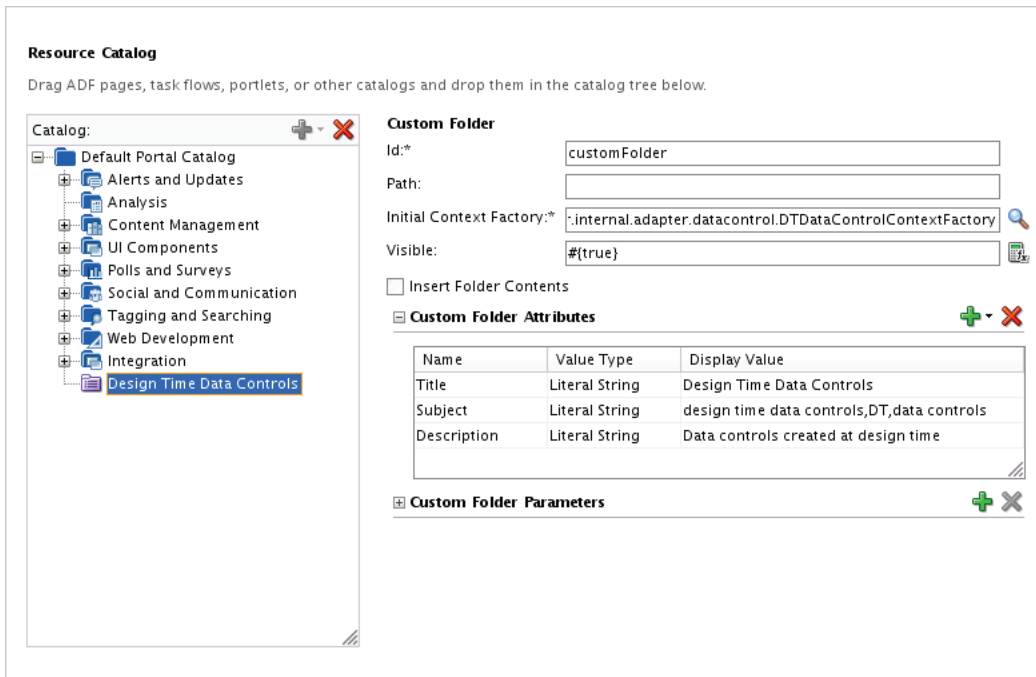 Resource Catalog
Drag ADF pages, task flows, portlets, or other catalogs and drop them in the catalog tree below.
Catalog:
Default Portal Catalog
Alerts and Updates
Analysis
Content Management
UI Components
Polls and Surveys
Social and Communication
Tagging and Searching
Web Development
Integration
Design Time Data Controls
Custom Folder
Id:* customFolder
Path:
Initial Context Factory:* r.internal.adapter.datacontrol.DTDataControlContextFactory
Visible: #{true}
Insert Folder Contents
Custom Folder Attributes
Name Value Type Display Value
Title Literal String Design Time Data Controls
Subject Literal String design time data controls,DT,data controls
Description Literal String Data controls created at design time
Custom Folder Parameters